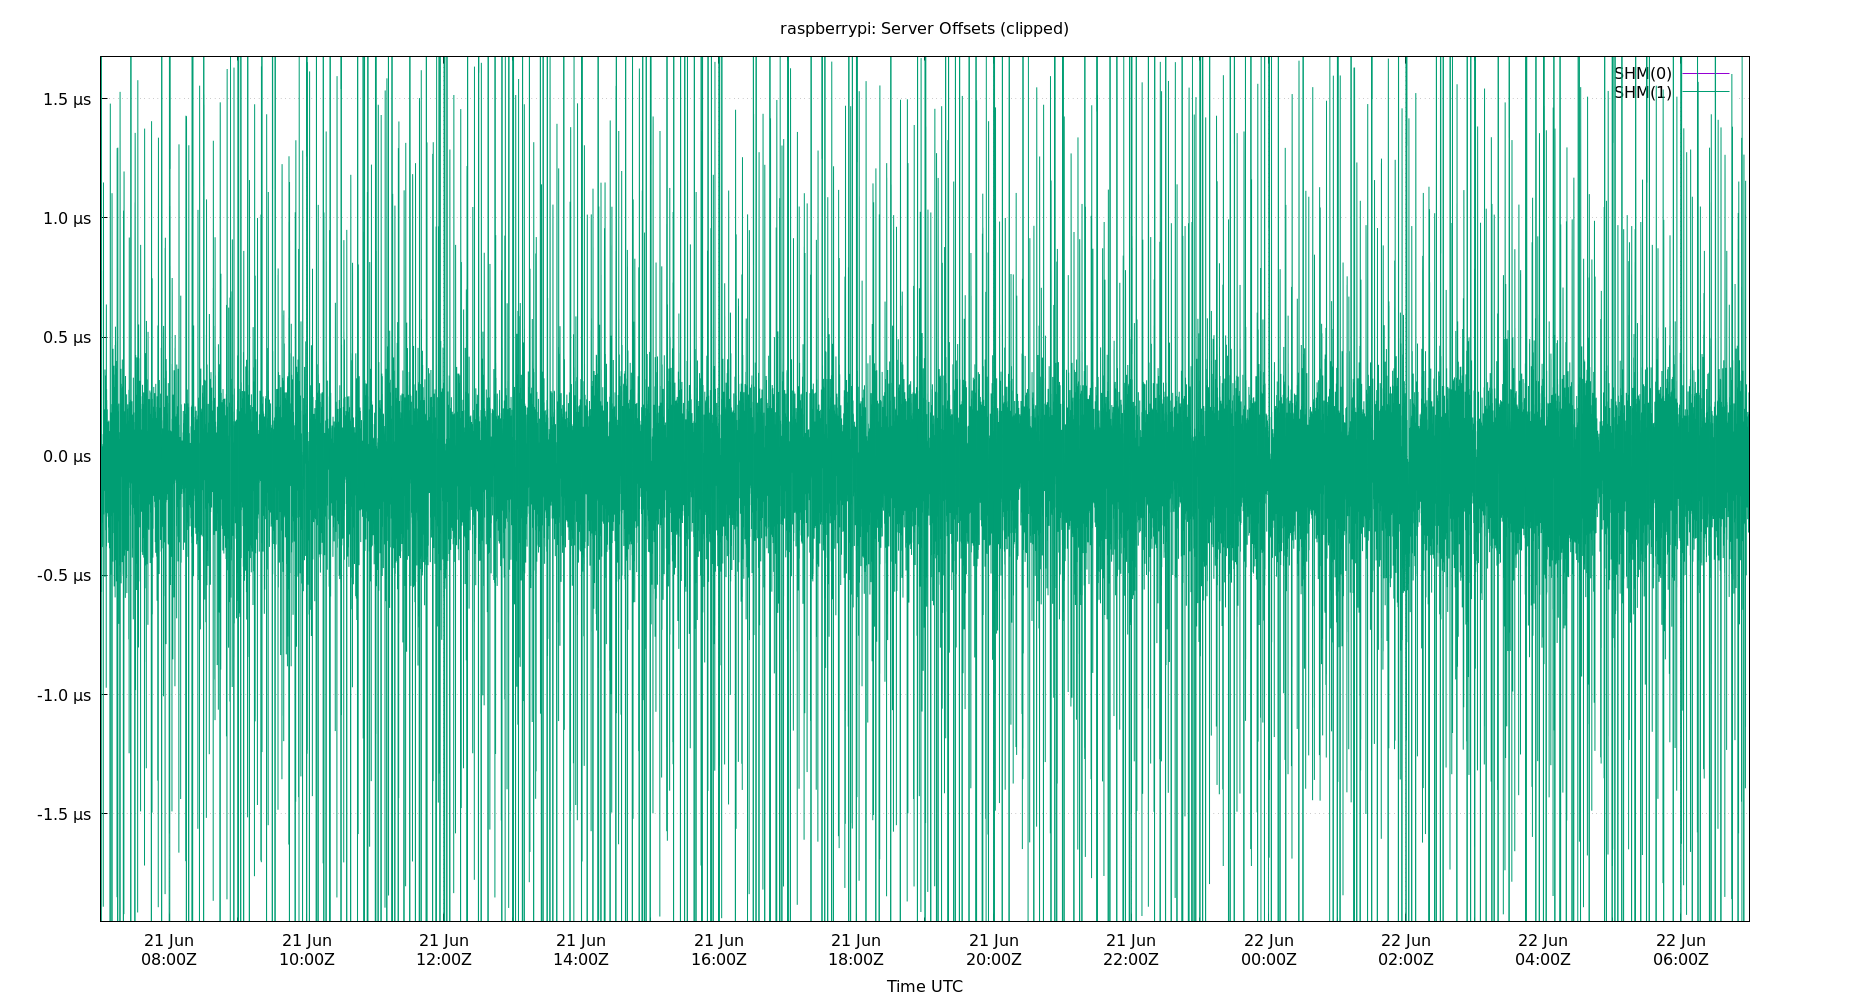 raspberrypi: Server Offsets (clipped)
SHM(0)
SHM(1)
1.5 µs
1.0 µs
0.5 µs
0.0 µs
-0.5 µs
-1.0 µs
-1.5 µs
21 Jun 21 Jun 21 Jun 21 Jun 21 Jun 21 Jun 21 Jun 21 Jun 22 Jun 22 Jun 22 Jun 22 Jun
08:00Z 10:00Z 12:00Z 14:00Z 16:00Z 18:00Z 20:00Z 22:00Z 00:00Z 02:00Z 04:00Z 06:00Z
Time UTC